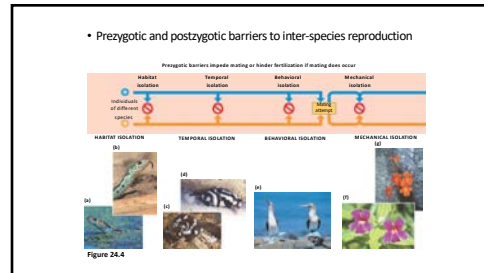 • Prezygotic and postzygotic barriers to inter-species reproduction
Prezygotic barriers impede mating or hinder fertilization if mating does occur
Habitat isolation
Temporal isolation
Behavioral isolation
Mechanical isolation
Individuals of different species
Mating attempt
HABITAT ISOLATION
TEMPORAL ISOLATION
BEHAVIORAL ISOLATION
MECHANICAL ISOLATION
(b)
(g)
(d)
(a)
(c)
(e)
(f)
Figure 24.4